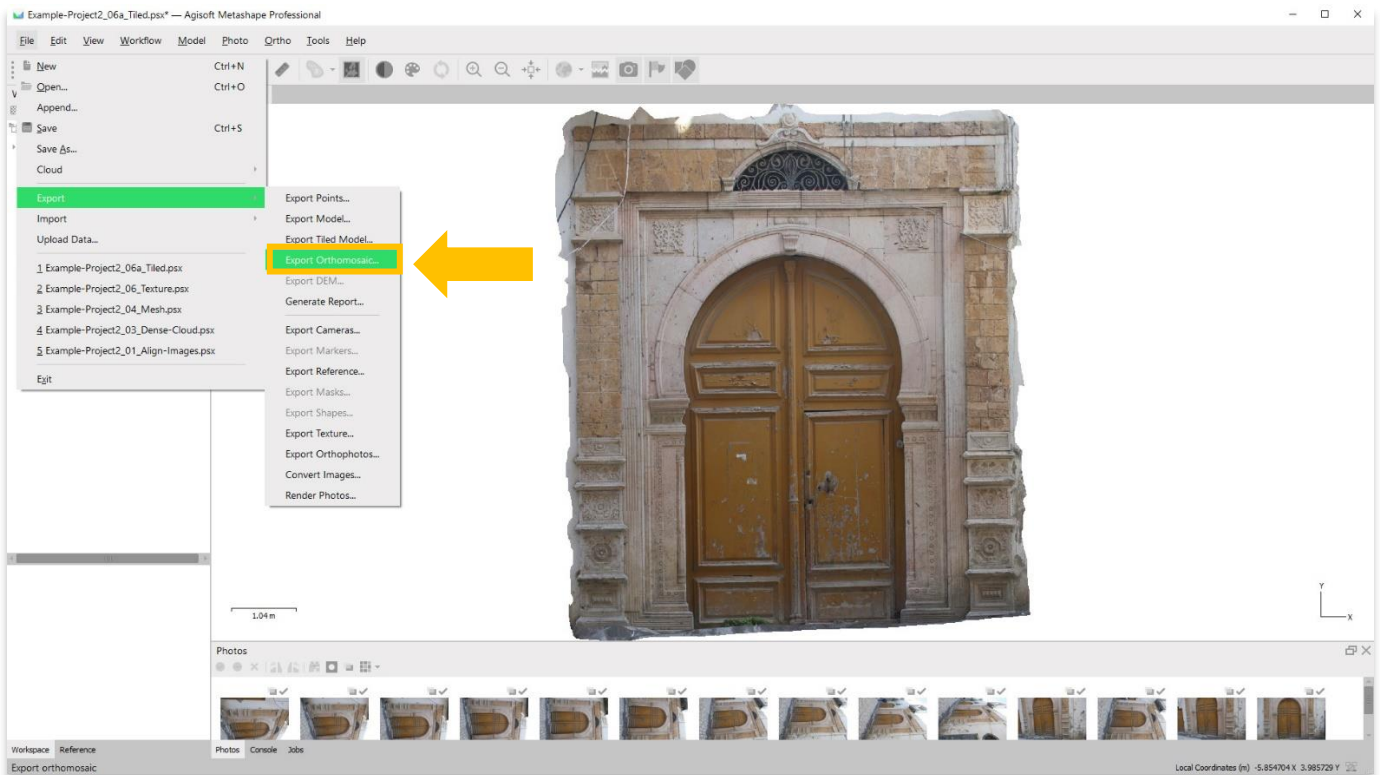 Example-Project2_06a_Tiled.psx* — Agisoft Metashape Professional
File Edit View Workflow Model Photo Ortho Tools Help
New Ctrl+N
Open... Ctrl+O
Append...
Save Ctrl+S
Save As...
Cloud
Export
Import
Upload Data...
1 Example-Project2_06a_Tiled.psx
2 Example-Project2_06_Texture.psx
3 Example-Project2_04_Mesh.psx
4 Example-Project2_03_Dense-Cloud.psx
5 Example-Project2_01_Align-Images.psx
Exit
Export Points...
Export Model...
Export Tiled Model...
Export Orthomosaic...
Export DEM...
Generate Report...
Export Cameras...
Export Markers...
Export Reference...
Export Masks...
Export Shapes...
Export Texture...
Export Orthophotos...
Convert Images...
Render Photos...
1.04 m
Y
X
Photos
Workspace Reference
Photos Console Jobs
Export orthomosaic
Local Coordinates (m) -5.854704 X 3.985729 Y